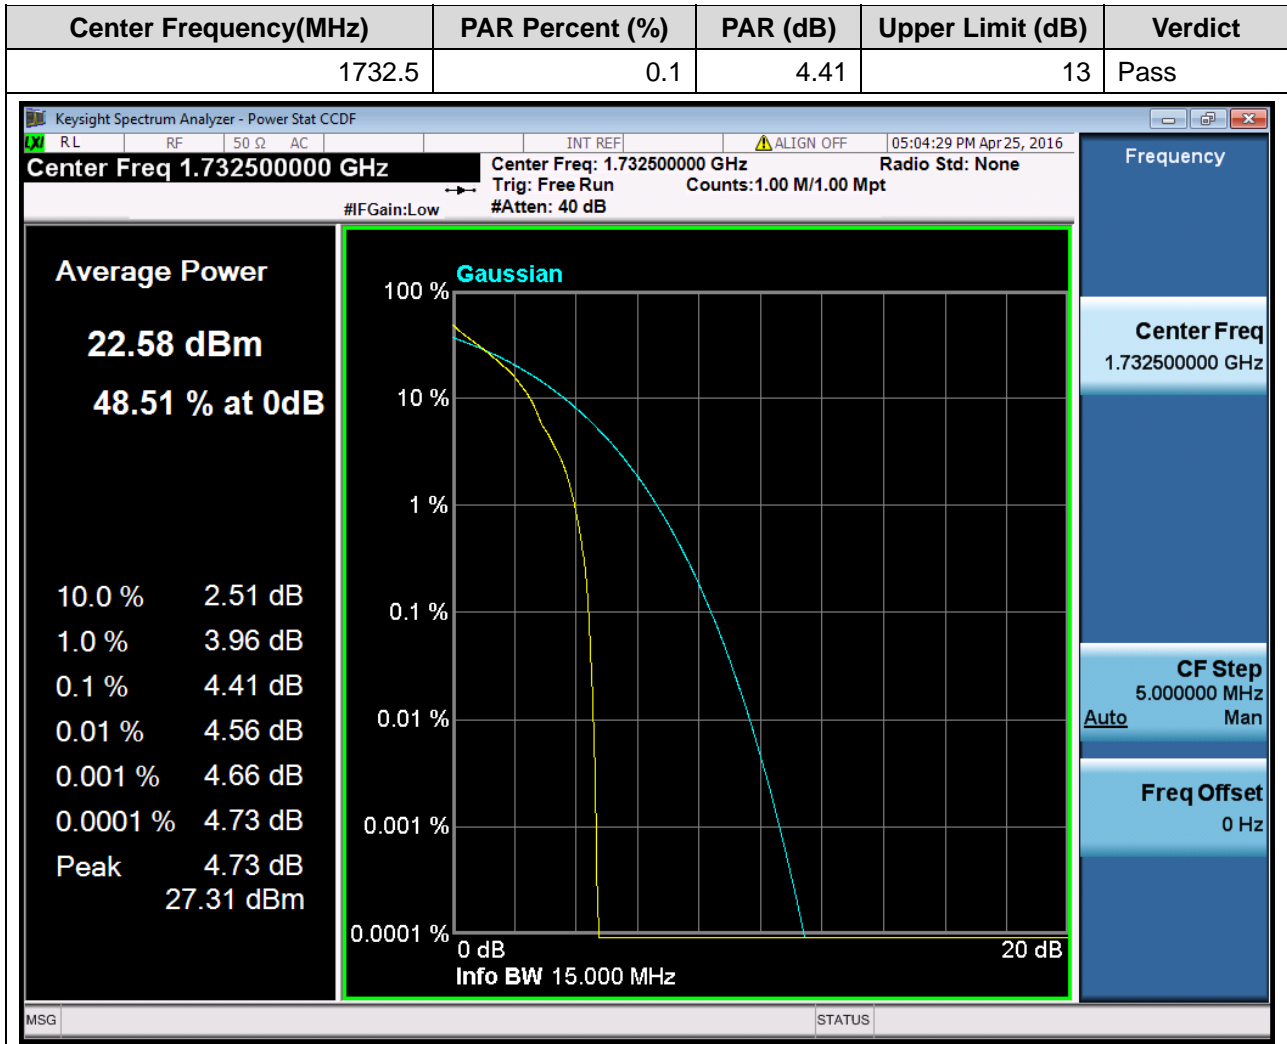 Center Frequency(MHz) PAR Percent (%) PAR (dB) Upper Limit (dB) Verdict
1732.5 0.1 4.41 13 Pass
Keysight Spectrum Analyzer - Power Stat CCDF
LXI RL RF 50 Ω AC INT REF ALIGN OFF 05:04:29 PM Apr 25, 2016
Center Freq 1.732500000 GHz
Center Freq: 1.732500000 GHz Radio Std: None
Trig: Free Run Counts:1.00 M/1.00 Mpt
#IFGain:Low #Atten: 40 dB
Average Power
22.58 dBm
48.51 % at 0dB
10.0 % 2.51 dB
1.0 % 3.96 dB
0.1 % 4.41 dB
0.01 % 4.56 dB
0.001 % 4.66 dB
0.0001 % 4.73 dB
Peak 4.73 dB
27.31 dBm
Gaussian
100 %
10 %
1 %
0.1 %
0.01 %
0.001 %
0.0001 %
0 dB 20 dB
Info BW 15.000 MHz
Frequency
Center Freq
1.732500000 GHz
CF Step
5.000000 MHz
Auto Man
Freq Offset
0 Hz
MSG STATUS